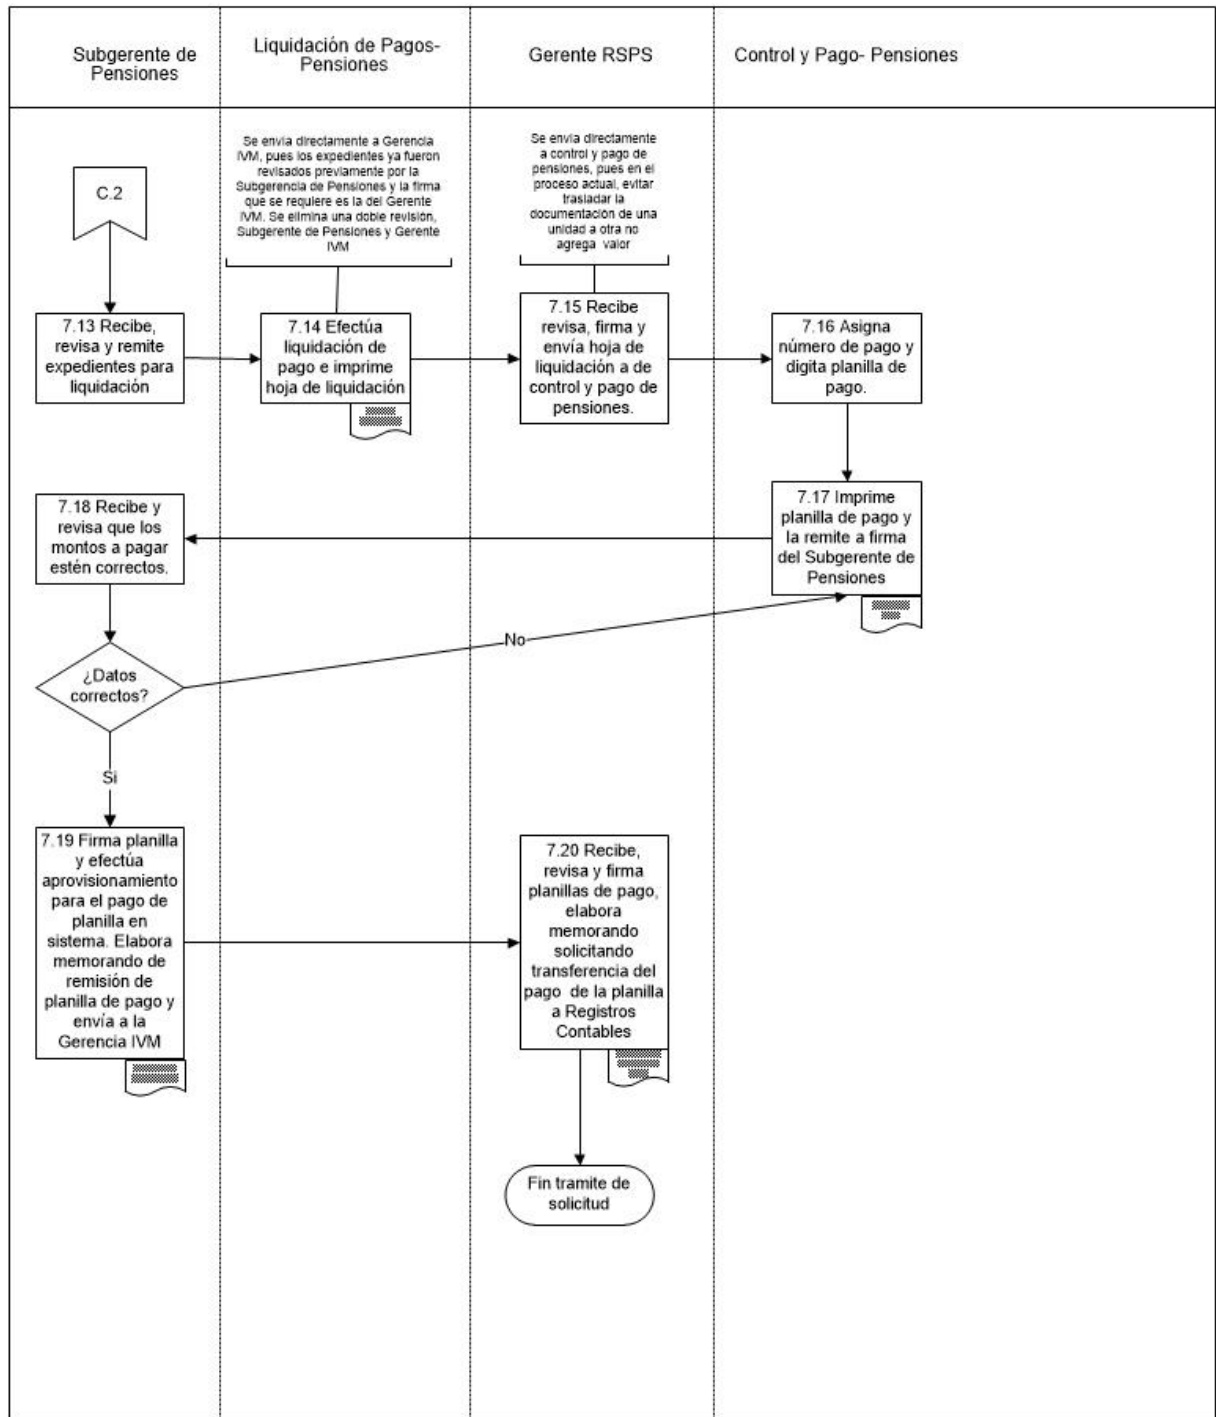 Subgerente de
Pensiones
Liquidación de Pagos-
Pensiones
Gerente RSPS
Control y Pago- Pensiones
C.2
Se envía directamente a Gerencia
IVM, pues los expedientes ya fueron
revisados previamente por la
Subgerencia de Pensiones y la firma
que se requiere es la del Gerente
IVM. Se elimina una doble revisión,
Subgerente de Pensiones y Gerente
IVM
Se envia directamente
a control y pago de
pensiones, pues en el
proceso actual, evitar
trasladar la
documentación de una
unidad a otra no
agrega valor
7.13 Recibe,
revisa y remite
expedientes para
liquidación
7.14 Efectúa
liquidación de
pago e imprime
hoja de liquidación
7.15 Recibe
revisa, firma y
envía hoja de
liquidación a de
control y pago de
pensiones.
7.16 Asigna
número de pago y
digita planilla de
pago.
7.17 Imprime
planilla de pago y
la remite a firma
del Subgerente de
Pensiones
7.18 Recibe y
revisa que los
montos a pagar
estén correctos.
No
¿Datos
correctos?
Si
7.19 Firma planilla
y efectúa
aprovisionamiento
para el pago de
planilla en
sistema. Elabora
memorando de
remisión de
planilla de pago y
envía a la
Gerencia IVM
7.20 Recibe,
revisa y firma
planillas de pago,
elabora
memorando
solicitando
transferencia del
pago de la planilla
a Registros
Contables
Fin tramite de
solicitud